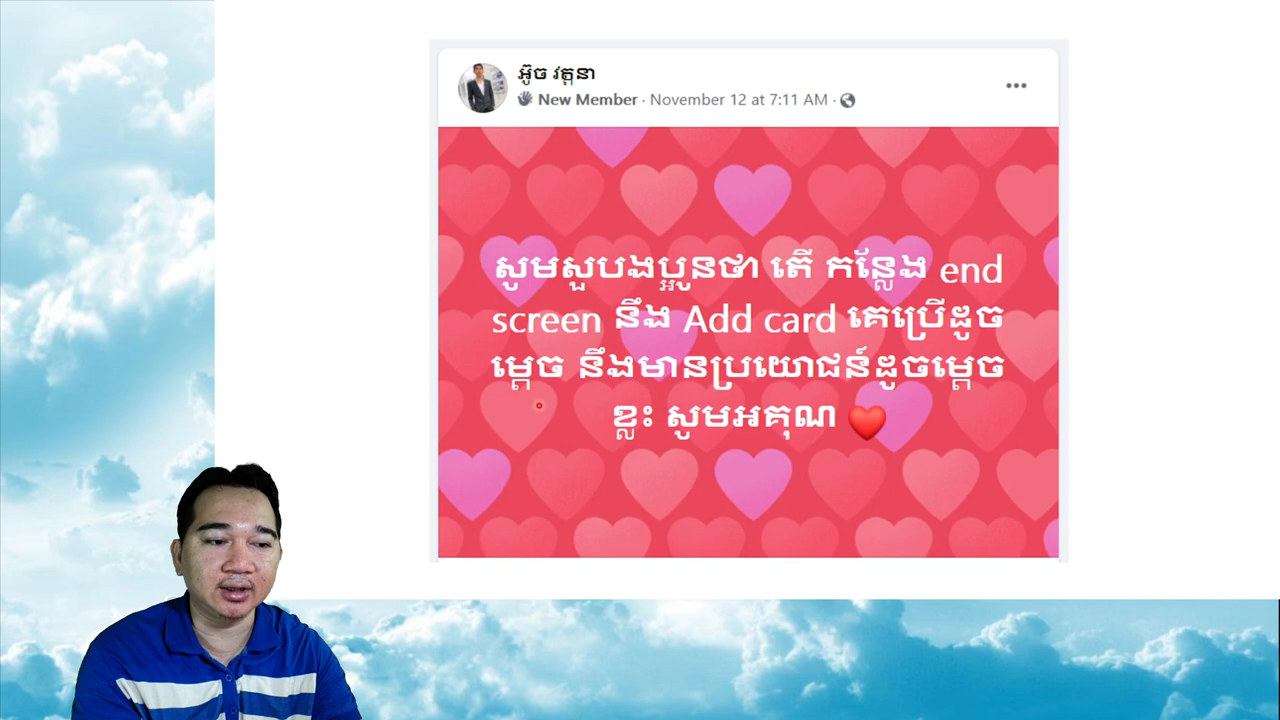 អ៊ូច វត្តនា
New Member · November 12 at 7:11 AM ·
សូមសួបងប្អូនថា តើ កន្លែង end
screen នឹង Add card គេប្រើដូច
ម្តេច នឹងមានប្រយោជន៍ដូចម្តេច
ខ្លះ សូមអគុណ ❤️